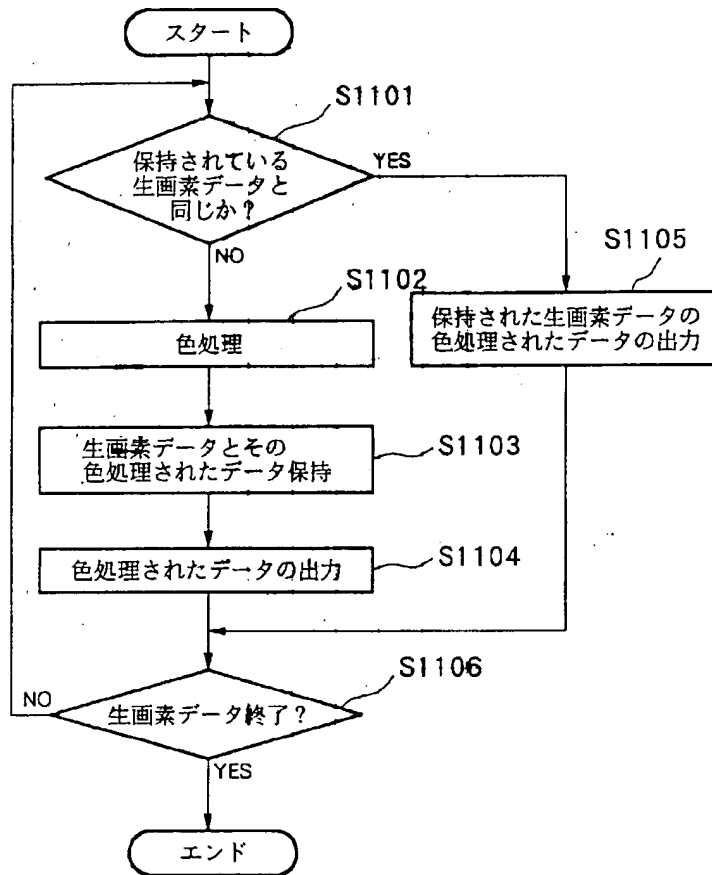 スタート
S1101
保持されている
生画素データと
同じか?
YES
NO
S1102
色処理
S1105
保持された生画素データの
色処理されたデータの出力
生画素データとその
色処理されたデータ保持
S1103
色処理されたデータの出力
S1104
S1106
生画素データ終了?
NO
YES
エンド